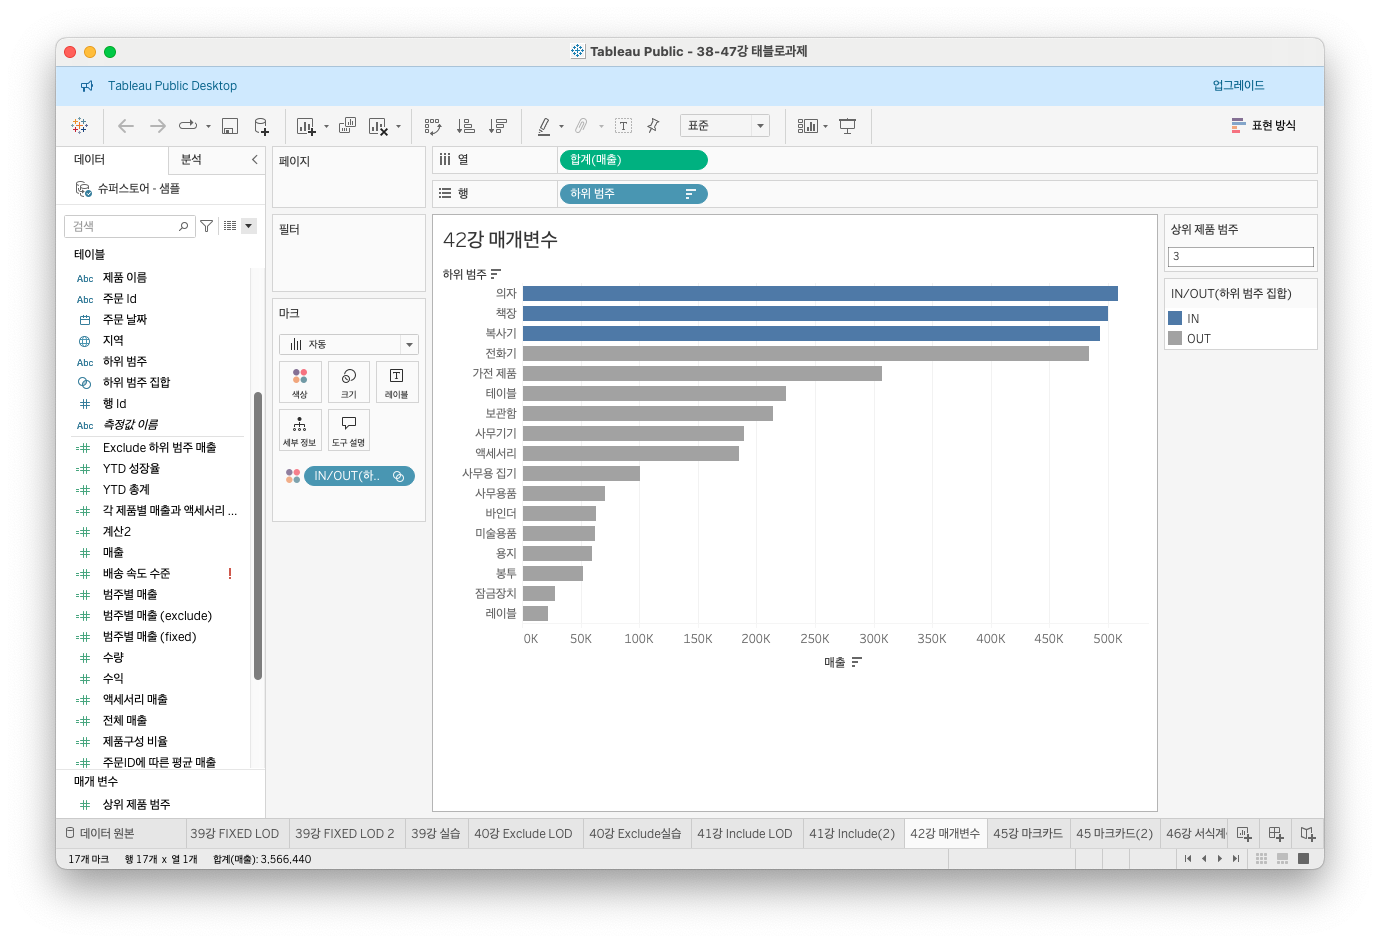 Tableau Public - 38-47강 태블로과제
Tableau Public Desktop
업그레이드
표준
표현 방식
데이터
분석
슈퍼스토어 - 샘플
검색
테이블
Abc 제품 이름
Abc 주문 Id
주문 날짜
지역
Abc 하위 범주
하위 범주 집합
행 Id
Abc 측정값 이름
Exclude 하위 범주 매출
YTD 성장율
YTD 총계
각 제품별 매출과 액세서리 ...
계산2
매출
배송 속도 수준 !
범주별 매출
범주별 매출 (exclude)
범주별 매출 (fixed)
수량
수익
액세서리 매출
전체 매출
제품구성 비율
주문ID에 따른 평균 매출
매개 변수
상위 제품 범주
페이지
필터
마크
자동
색상
크기
레이블
세부 정보
도구 설명
IN/OUT(하..
열
합계(매출)
행
하위 범주
42강 매개변수
하위 범주
의자
책장
복사기
전화기
가전 제품
테이블
보관함
사무기기
액세서리
사무용 집기
사무용품
바인더
미술용품
용지
봉투
잠금장치
레이블
0K 50K 100K 150K 200K 250K 300K 350K 400K 450K 500K
매출
상위 제품 범주
3
IN/OUT(하위 범주 집합)
IN
OUT
데이터 원본
39강 FIXED LOD
39강 FIXED LOD 2
39강 실습
40강 Exclude LOD
40강 Exclude실습
41강 Include LOD
41강 Include(2)
42강 매개변수
45강 마크카드
45 마크카드(2)
46강 서식계
17개 마크
행 17개 x 열 1개
합계(매출): 3,566,440